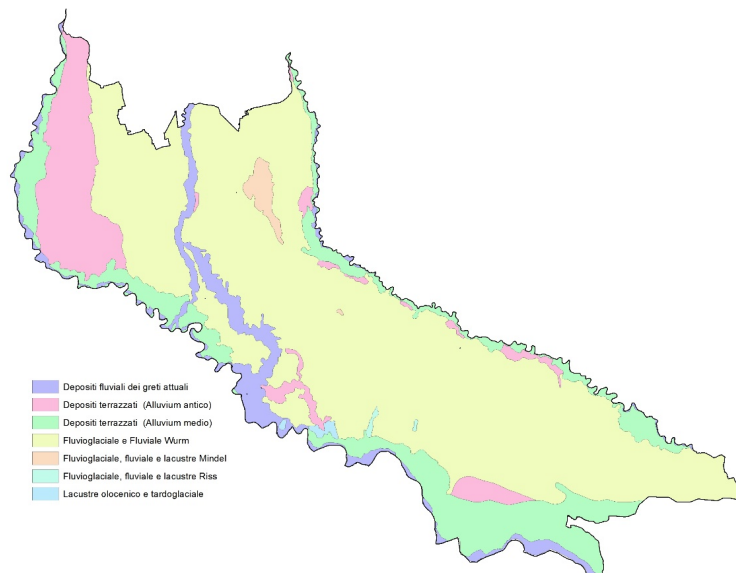 Depositi fluviali dei greti attuali
Depositi terrazzati (Alluvium antico)
Depositi terrazzati (Alluvium medio)
Fluvioglaciale e Fluviale Wurm
Fluvioglaciale, fluviale e lacustre Mindel
Fluvioglaciale, fluviale e lacustre Riss
Lacustre olocenico e tardoglaciale